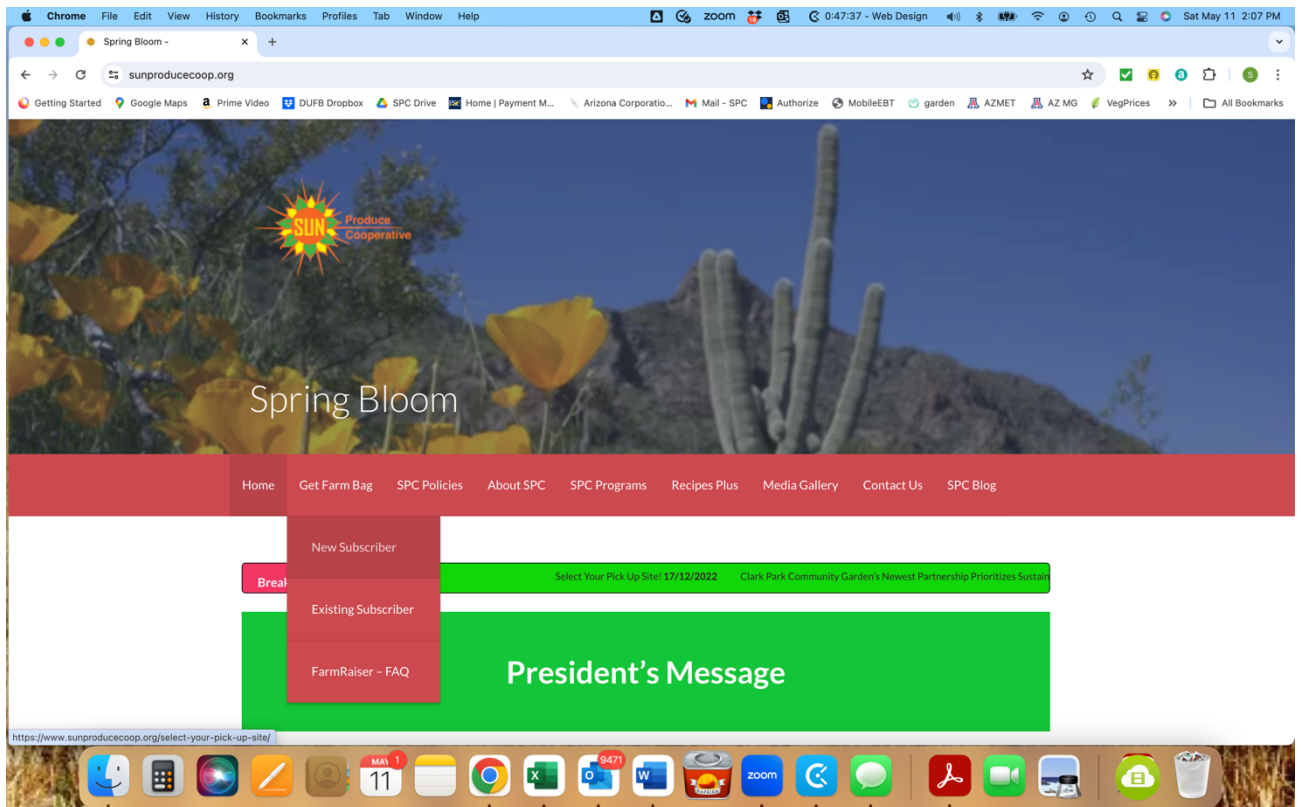 Chrome File Edit View History Bookmarks Profiles Tab Window Help zoom 0:47:37 - Web Design Sat May 11 2:07 PM
Spring Bloom -
sunproducecoop.org
Getting Started Google Maps Prime Video DUFB Dropbox SPC Drive Home | Payment M... Arizona Corporatio... Mail - SPC Authorize MobileEBT garden AZMET AZ MG VegPrices » All Bookmarks
SUN Produce
Cooperative
Spring Bloom
Home Get Farm Bag SPC Policies About SPC SPC Programs Recipes Plus Media Gallery Contact Us SPC Blog
New Subscriber
Select Your Pick Up Site! 17/12/2022 Clark Park Community Garden's Newest Partnership Prioritizes Sustain
Existing Subscriber
FarmRaiser – FAQ
President's Message
https://www.sunproducecoop.org/select-your-pick-up-site/
MAY 1
11
9471
zoom